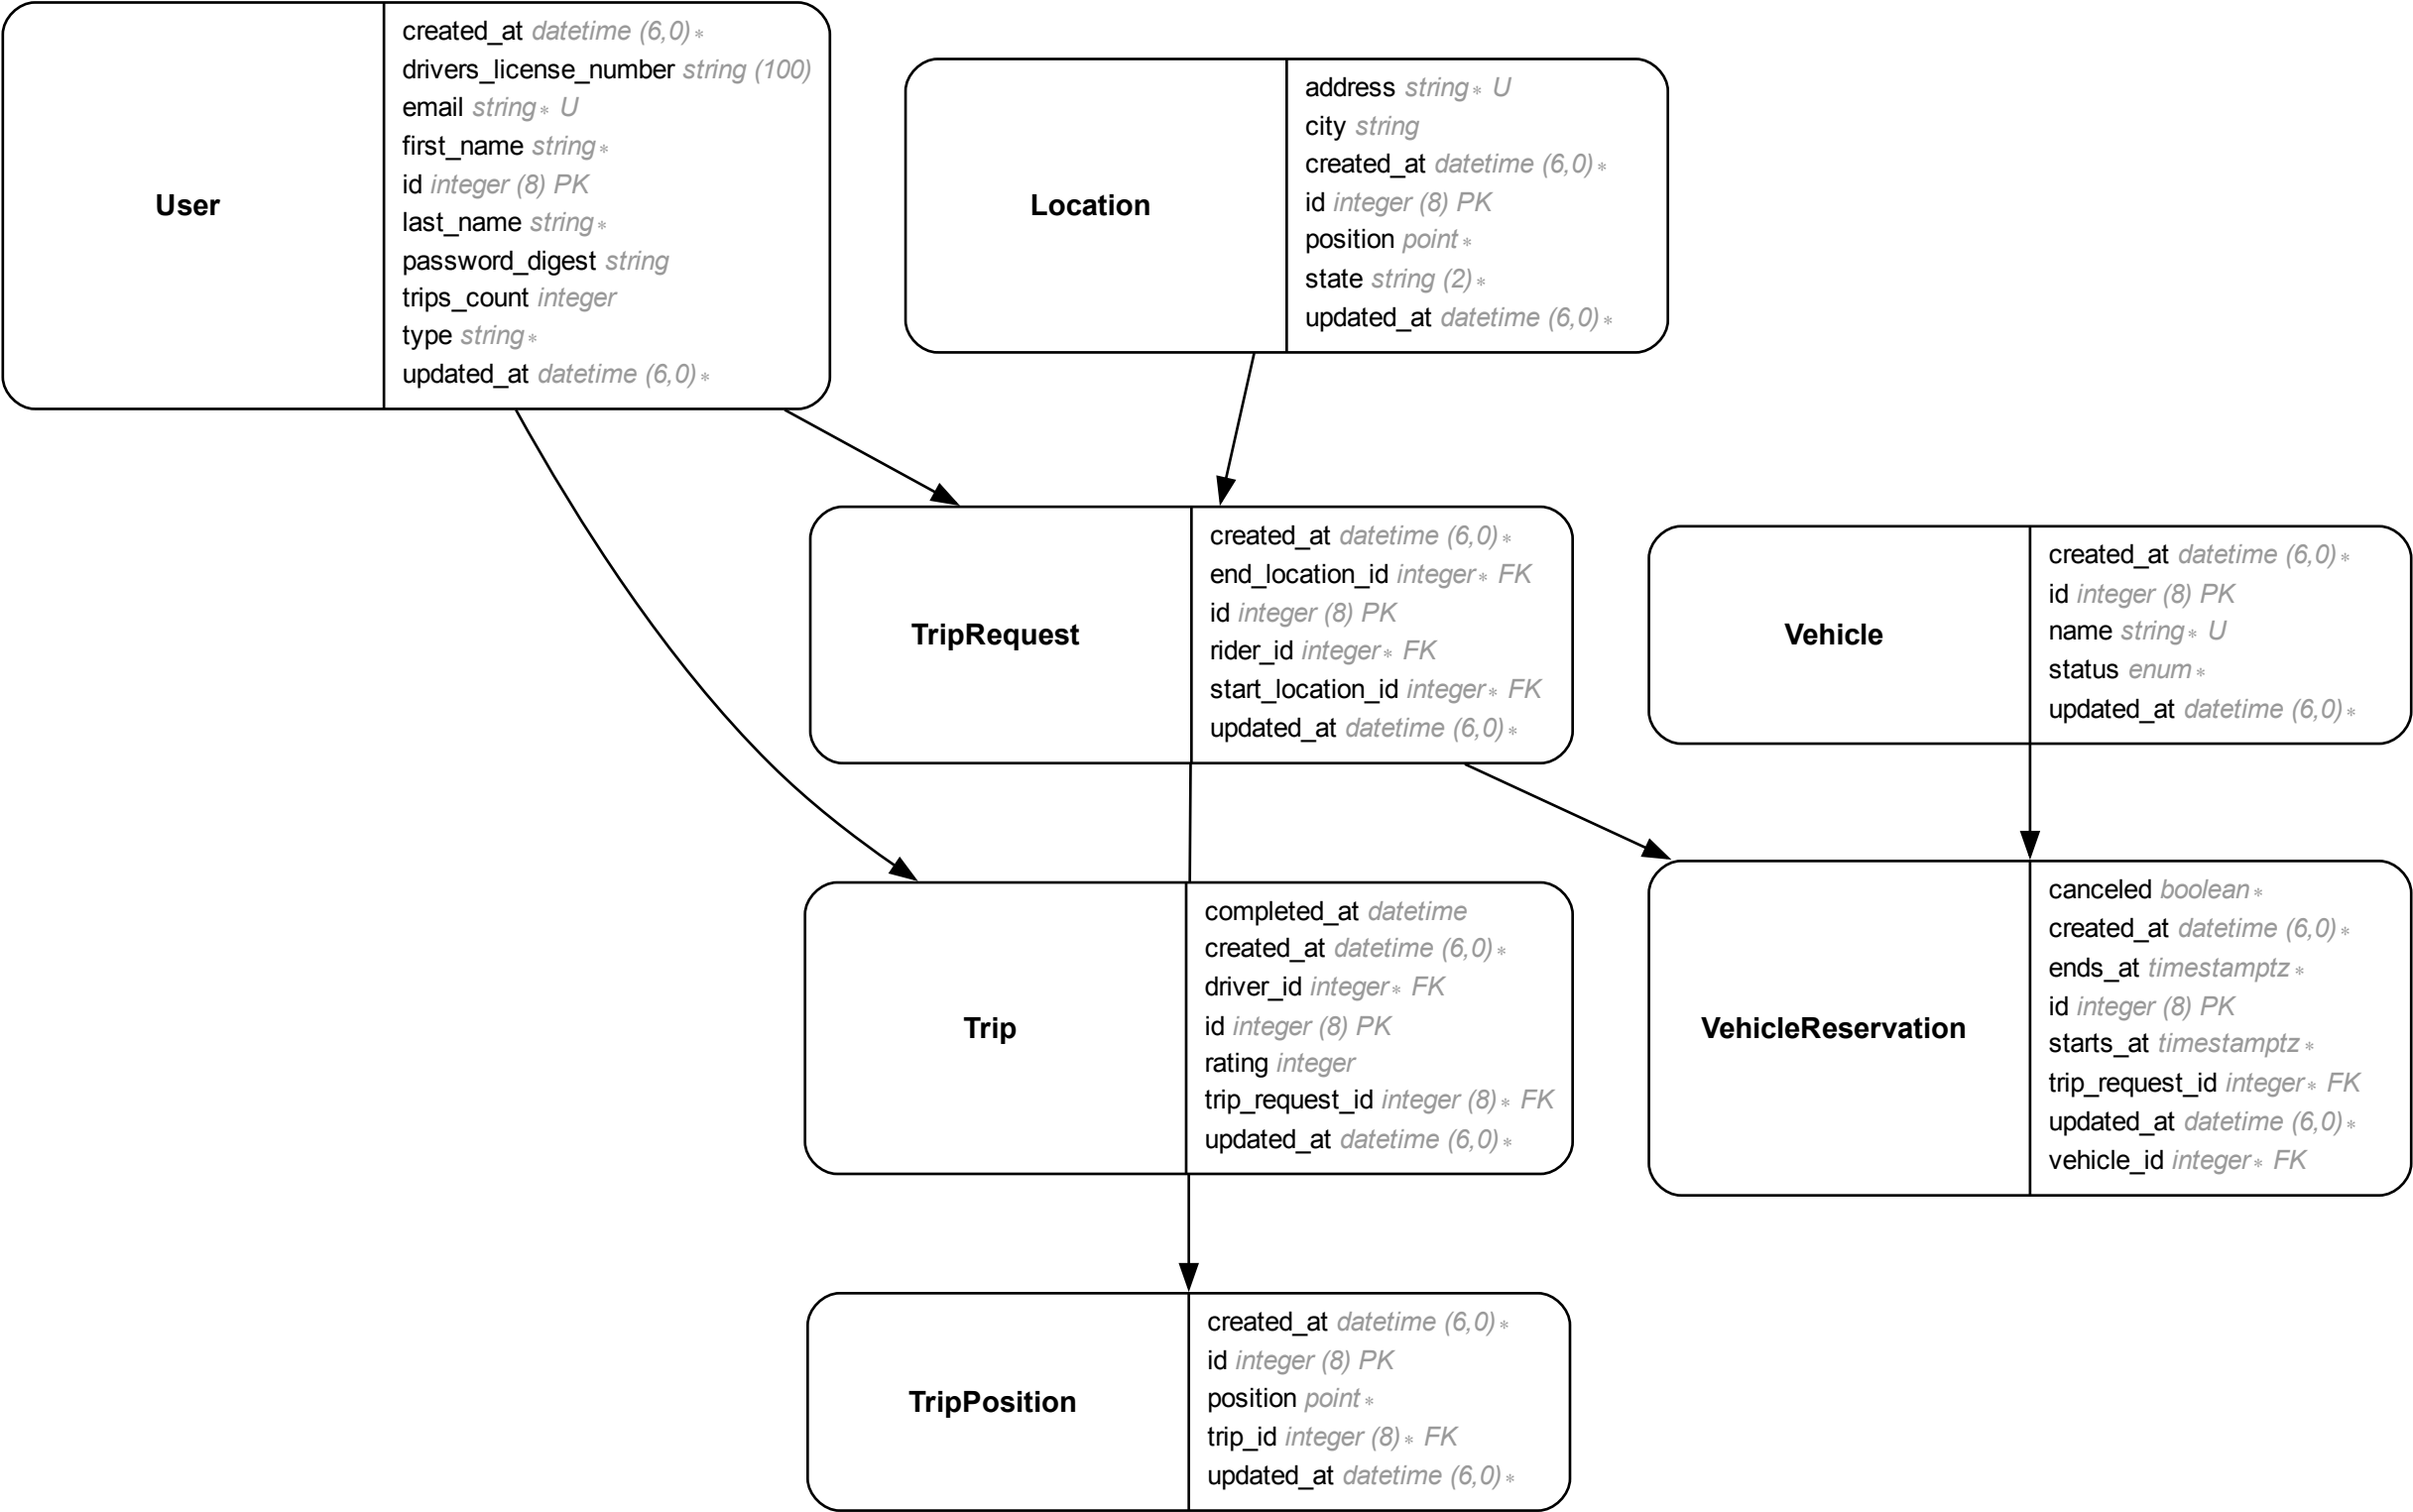 User
created_at datetime (6,0) *
drivers_license_number string (100)
email string * U
first_name string *
id integer (8) PK
last_name string *
password_digest string
trips_count integer
type string *
updated_at datetime (6,0) *
Location
address string * U
city string
created_at datetime (6,0) *
id integer (8) PK
position point *
state string (2) *
updated_at datetime (6,0) *
TripRequest
created_at datetime (6,0) *
end_location_id integer * FK
id integer (8) PK
rider_id integer * FK
start_location_id integer * FK
updated_at datetime (6,0) *
Vehicle
created_at datetime (6,0) *
id integer (8) PK
name string * U
status enum *
updated_at datetime (6,0) *
Trip
completed_at datetime
created_at datetime (6,0) *
driver_id integer * FK
id integer (8) PK
rating integer
trip_request_id integer (8) * FK
updated_at datetime (6,0) *
VehicleReservation
canceled boolean *
created_at datetime (6,0) *
ends_at timestamptz *
id integer (8) PK
starts_at timestamptz *
trip_request_id integer * FK
updated_at datetime (6,0) *
vehicle_id integer * FK
TripPosition
created_at datetime (6,0) *
id integer (8) PK
position point *
trip_id integer (8) * FK
updated_at datetime (6,0) *